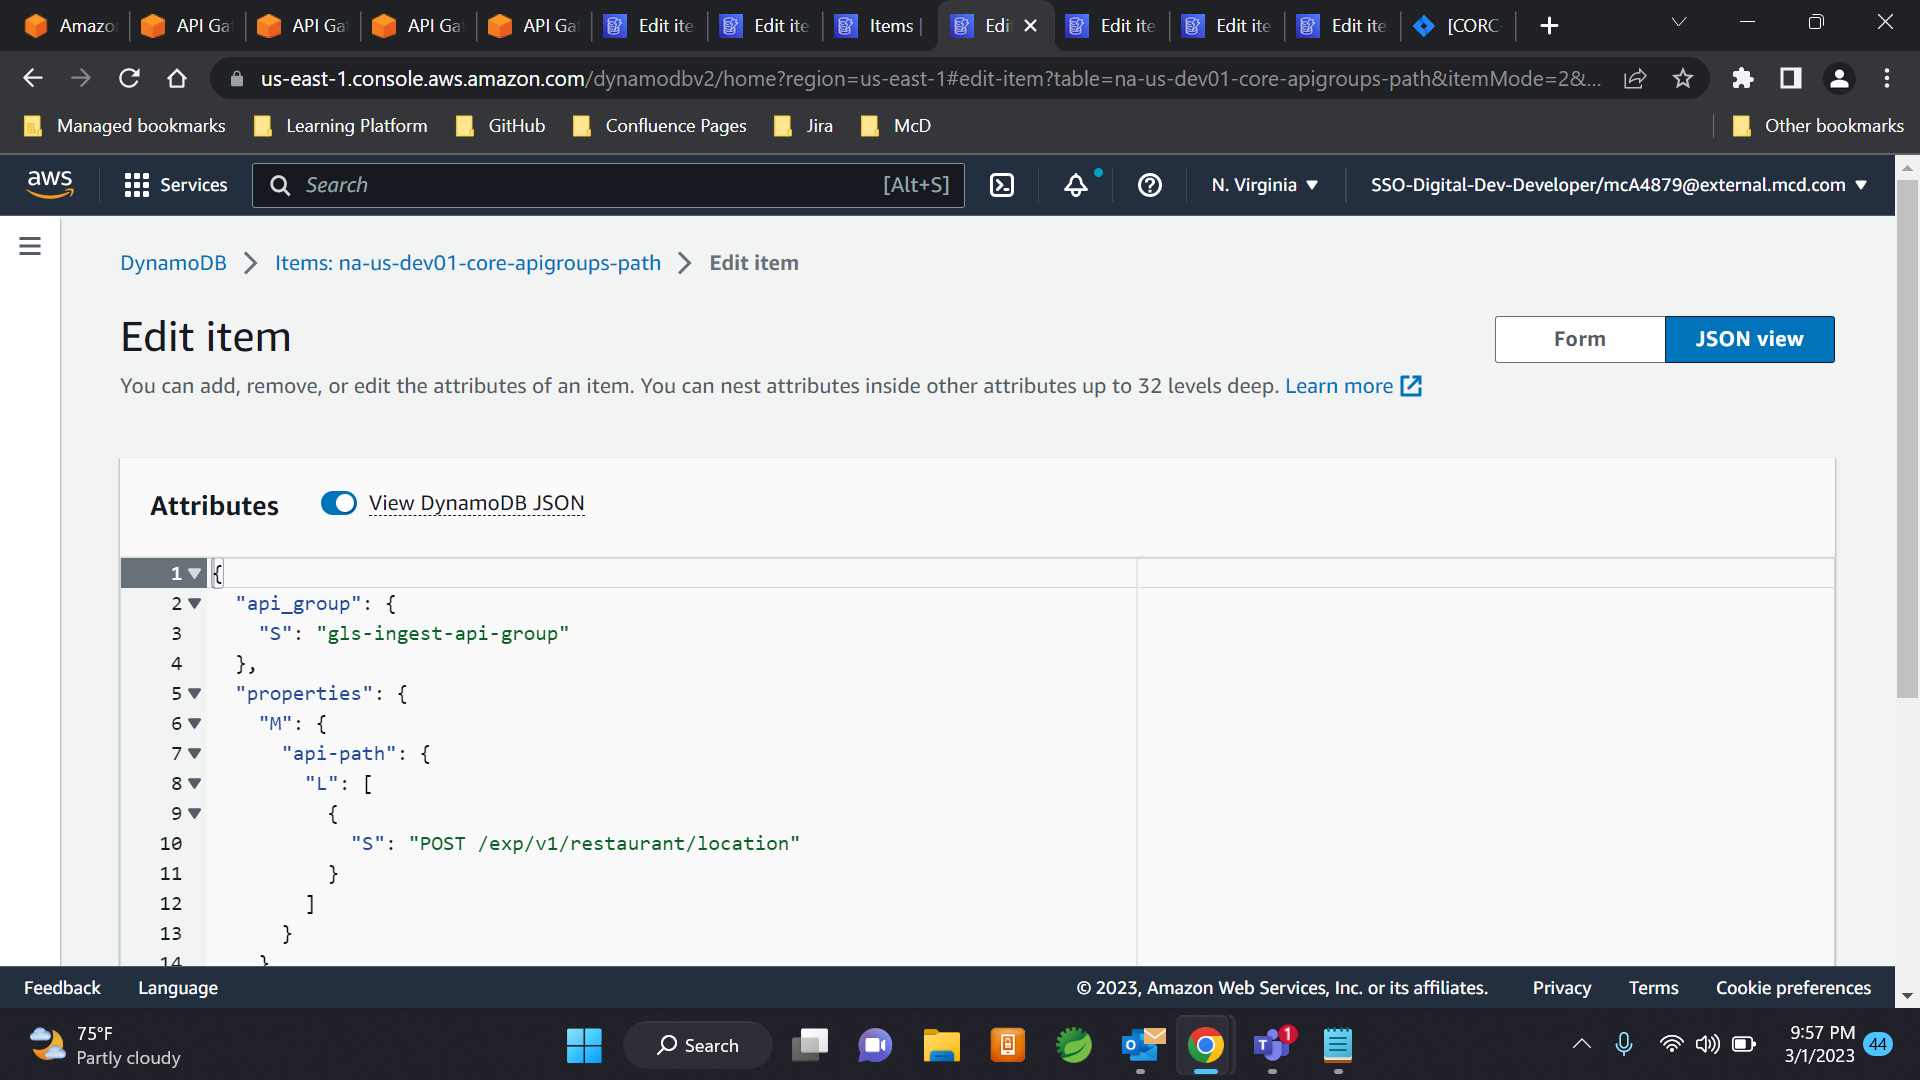 Amazo
API Ga
API Ga
API Ga
API Ga
Edit ite
Edit ite
Items |
Edi
Edit ite
Edit ite
Edit ite
[CORC-
us-east-1.console.aws.amazon.com/dynamodbv2/home?region=us-east-1#edit-item?table=na-us-dev01-core-apigroups-path&itemMode=2&...
Managed bookmarks
Learning Platform
GitHub
Confluence Pages
Jira
McD
Other bookmarks
aws
Services
Search
[Alt+S]
N. Virginia
SSO-Digital-Dev-Developer/mcA4879@external.mcd.com
DynamoDB
Items: na-us-dev01-core-apigroups-path
Edit item
Edit item
Form
JSON view
You can add, remove, or edit the attributes of an item. You can nest attributes inside other attributes up to 32 levels deep. Learn more
Attributes
View DynamoDB JSON
1 {
2 "api_group": {
3 "S": "gls-ingest-api-group"
4 },
5 "properties": {
6 "M": {
7 "api-path": {
8 "L": [
9 {
10 "S": "POST /exp/v1/restaurant/location"
11 }
12 ]
13 }
14 }
Feedback
Language
© 2023, Amazon Web Services, Inc. or its affiliates.
Privacy
Terms
Cookie preferences
75°F
Partly cloudy
Search
1
9:57 PM
3/1/2023
44